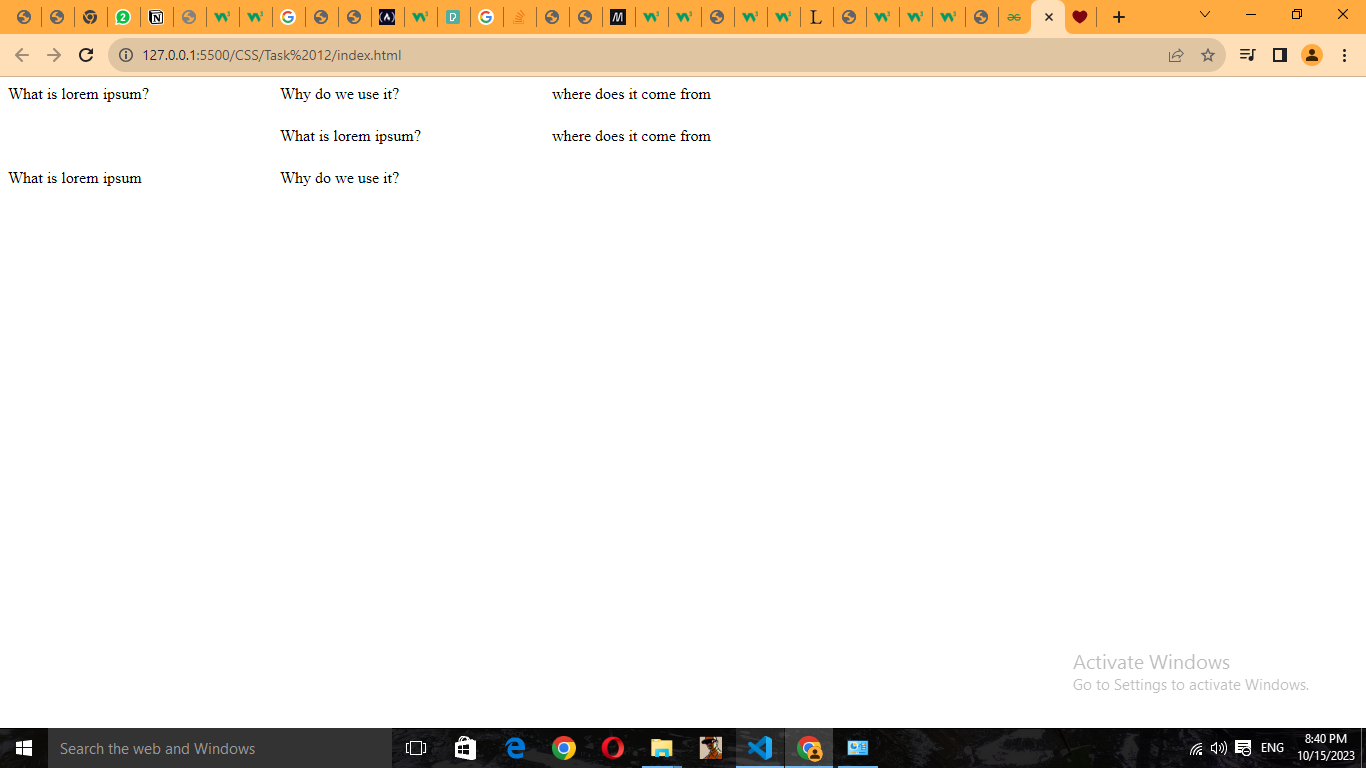 2
D
M
L
127.0.0.1:5500/CSS/Task%2012/index.html
What is lorem ipsum? Why do we use it? where does it come from
What is lorem ipsum? where does it come from
What is lorem ipsum Why do we use it?
Activate Windows
Go to Settings to activate Windows.
Search the web and Windows
ENG
8:40 PM
10/15/2023